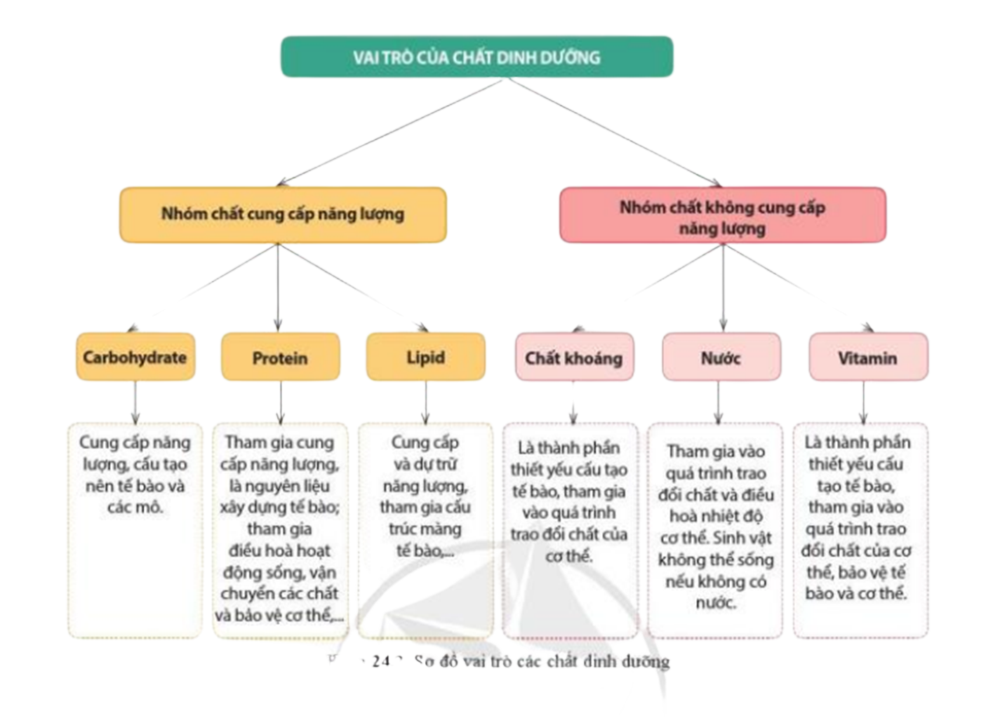 VAI TRÒ CỦA CHẤT DINH DƯỠNG
Nhóm chất cung cấp năng lượng
Nhóm chất không cung cấp
năng lượng
Carbohydrate
Protein
Lipid
Chất khoáng
Nước
Vitamin
Cung cấp năng
lượng, cấu tạo
nên tế bào và
các mô.
Tham gia cung
cấp năng lượng,
là nguyên liệu
xây dựng tế bào;
tham gia
điều hoà hoạt
động sống, vận
chuyển các chất
và bảo vệ cơ thể,...
Cung cấp
và dự trữ
năng lượng,
tham gia cấu
trúc màng
tế bào,...
Là thành phần
thiết yếu cấu tạo
tế bào, tham gia
vào quá trình
trao đổi chất của
cơ thể.
Tham gia vào
quá trình trao
đổi chất và điều
hoà nhiệt độ
cơ thể. Sinh vật
không thể sống
nếu không có
nước.
Là thành phần
thiết yếu cấu
tạo tế bào,
tham gia vào
quá trình trao
đổi chất của cơ
thể, bảo vệ tế
bào và cơ thể.
24 Sơ đồ vai trò các chất dinh dưỡng